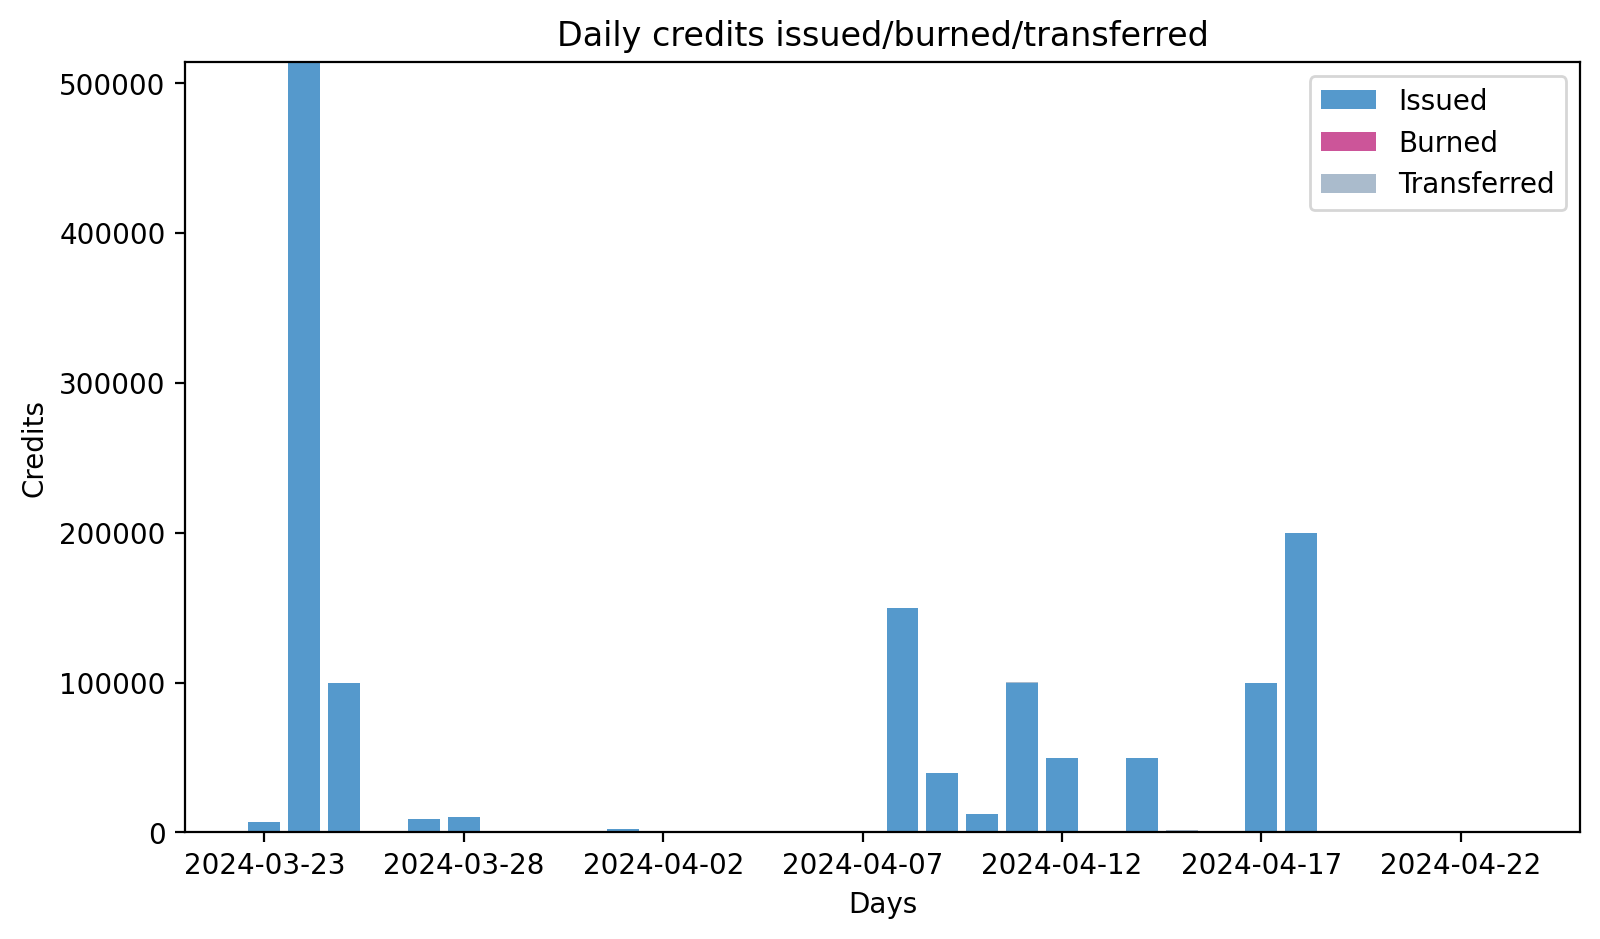 Daily credits issued/burned/transferred
500000
400000
300000
200000
100000
0
Credits
Issued
Burned
Transferred
2024-03-23 2024-03-28 2024-04-02 2024-04-07 2024-04-12 2024-04-17 2024-04-22
Days